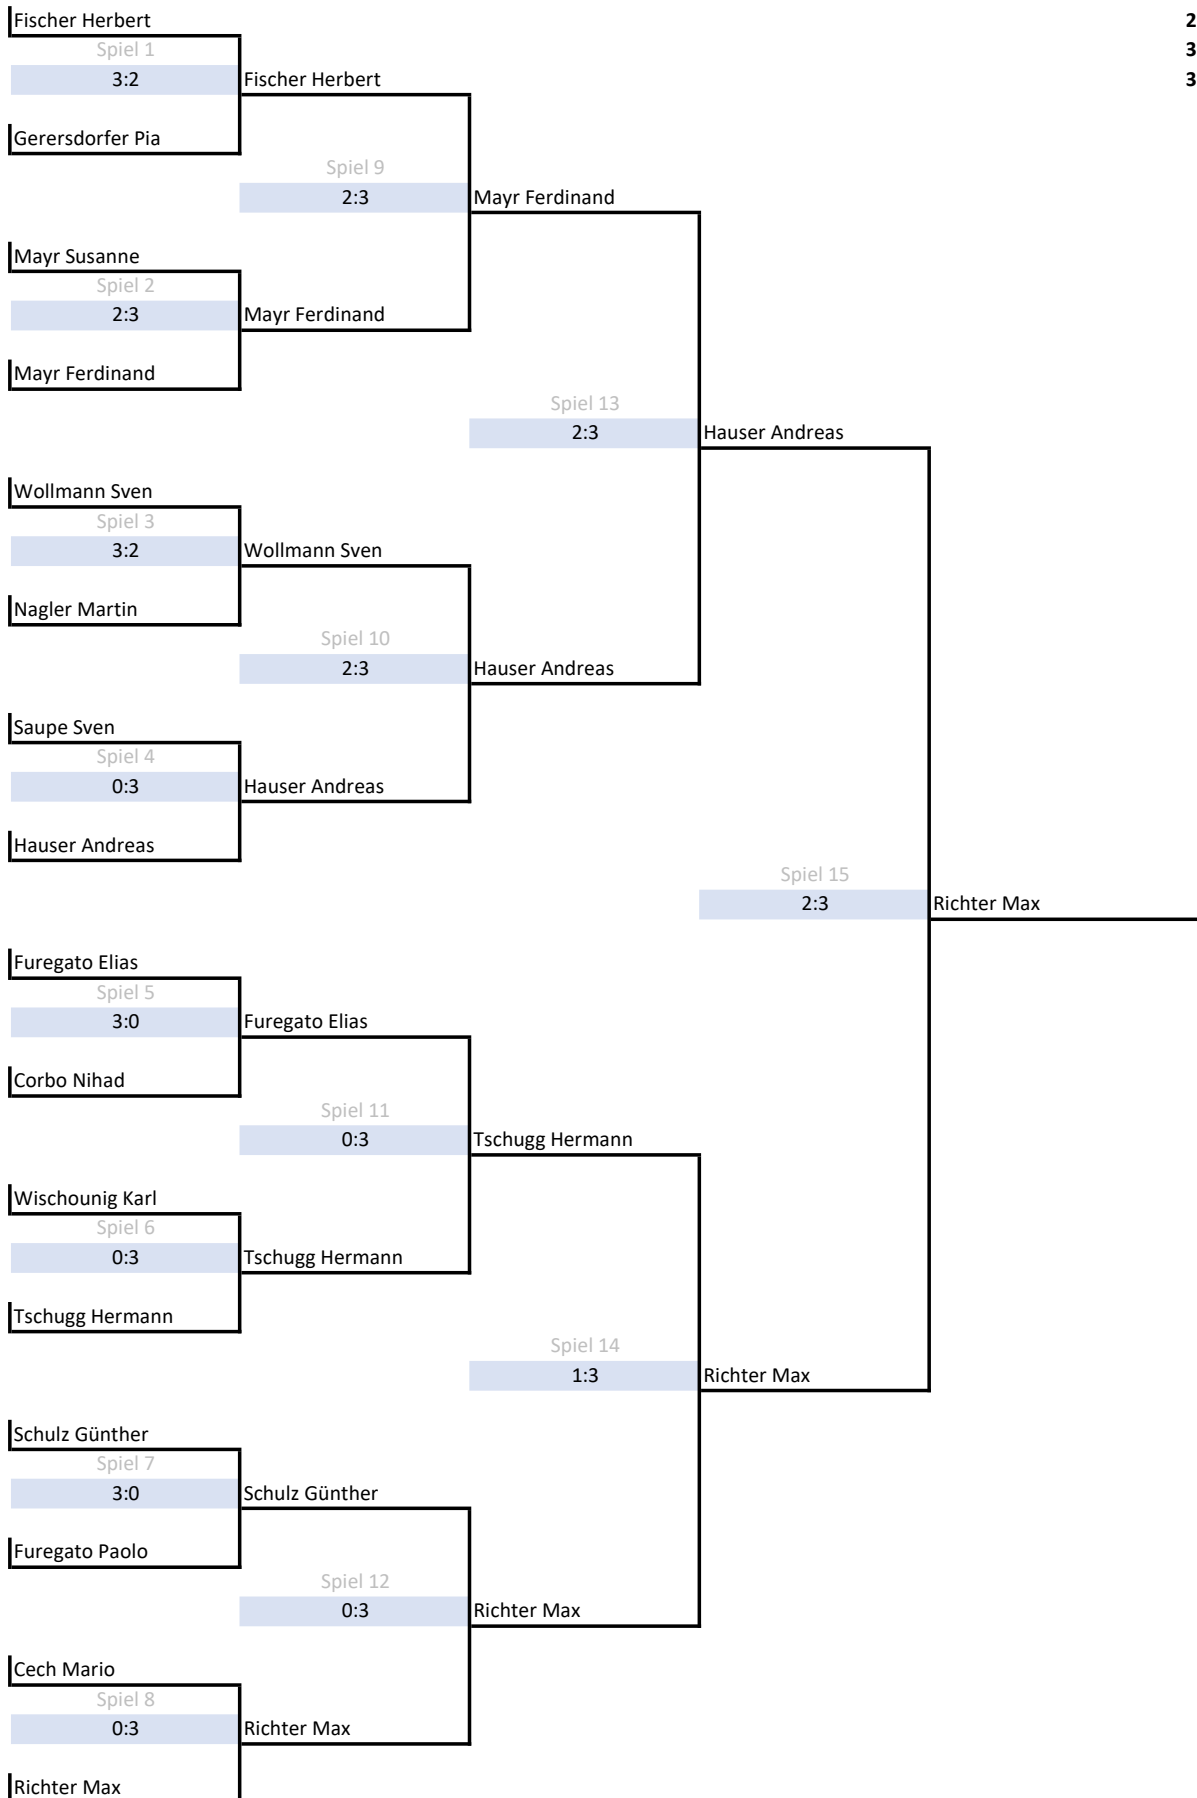 Fischer Herbert
2
Spiel 1
3
3:2
Fischer Herbert
3
Gerersdorfer Pia
Spiel 9
2:3
Mayr Ferdinand
Mayr Susanne
Spiel 2
2:3
Mayr Ferdinand
Mayr Ferdinand
Spiel 13
2:3
Hauser Andreas
Wollmann Sven
Spiel 3
3:2
Wollmann Sven
Nagler Martin
Spiel 10
2:3
Hauser Andreas
Saupe Sven
Spiel 4
0:3
Hauser Andreas
Hauser Andreas
Spiel 15
2:3
Richter Max
Furegato Elias
Spiel 5
3:0
Furegato Elias
Corbo Nihad
Spiel 11
0:3
Tschugg Hermann
Wischounig Karl
Spiel 6
0:3
Tschugg Hermann
Tschugg Hermann
Spiel 14
1:3
Richter Max
Schulz Günther
Spiel 7
3:0
Schulz Günther
Furegato Paolo
Spiel 12
0:3
Richter Max
Cech Mario
Spiel 8
0:3
Richter Max
Richter Max